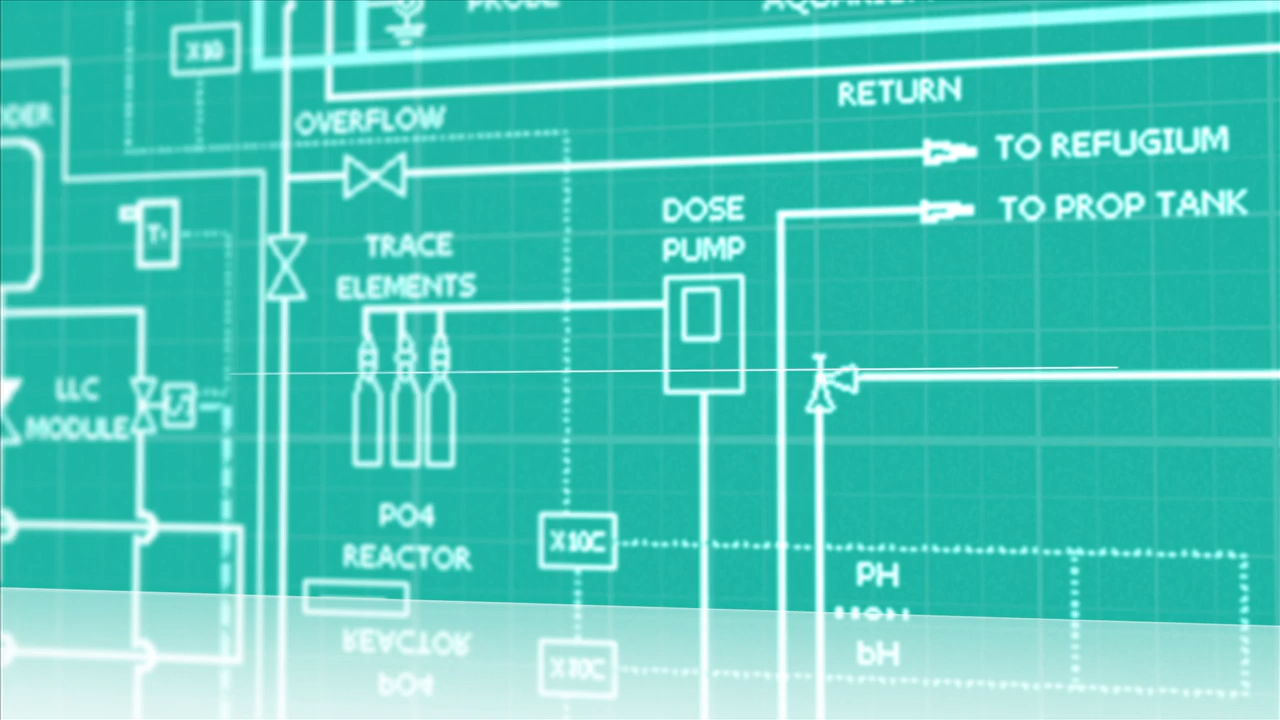 PROBE
X10
RETURN
OVERFLOW
TO REFUGIUM
TO PROP TANK
DOSE
PUMP
TRACE
ELEMENTS
LLC
MODULE
PO4
REACTOR
X10C
PH